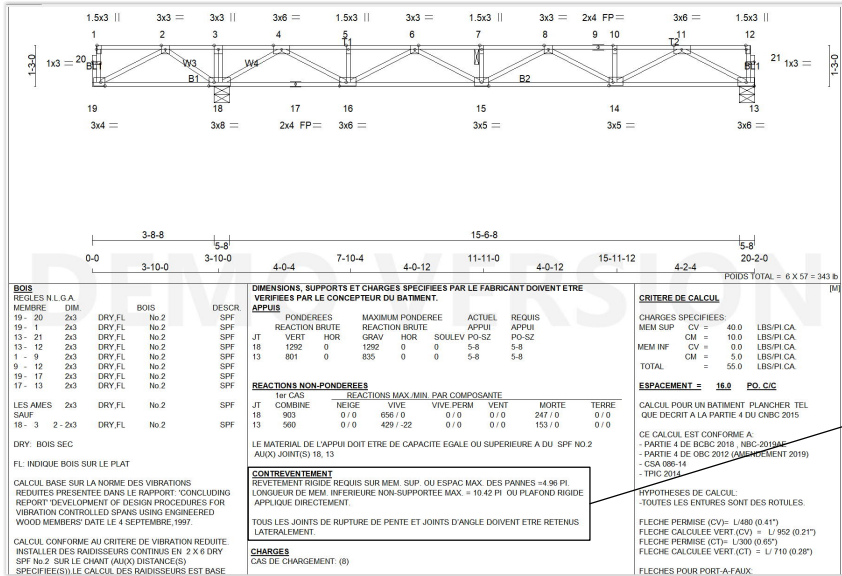 1.5x3 || 3x3 = 3x3 || 3x6 = 1.5x3 || 3x3 = 1.5x3 || 3x3 = 2x4 FP= 3x6 = 1.5x3 ||
1 2 3 4 5 6 7 8 9 10 11 12
T1 T2
1-3-0 1x3 = 20 BL1 W3 W4 BL1 21 1x3 = 1-3-0
B1 B2
19 18 17 16 15 14 13
3x4 = 3x8 = 2x4 FP= 3x6 = 3x5 = 3x5 = 3x6 =
3-8-8 15-6-8
5-8 5-8
0-0 3-10-0 7-10-4 11-11-0 15-11-12 20-2-0
3-10-0 4-0-4 4-0-12 4-0-12 4-2-4
DEMO VERSION
POIDS TOTAL = 6 X 57 = 343 lb
[M]
BOIS
REGLES N.L.G.A.
MEMBRE DIM. BOIS DESCR.
19 - 20 2x3 DRY,FL No.2 SPF
19 - 1 2x3 DRY,FL No.2 SPF
13 - 21 2x3 DRY,FL No.2 SPF
13 - 12 2x3 DRY,FL No.2 SPF
1 - 9 2x3 DRY,FL No.2 SPF
9 - 12 2x3 DRY,FL No.2 SPF
19 - 17 2x3 DRY,FL No.2 SPF
17 - 13 2x3 DRY,FL No.2 SPF
LES AMES 2x3 DRY,FL No.2 SPF
SAUF
18 - 3 2 - 2x3 DRY,FL No.2 SPF
DRY: BOIS SEC
FL: INDIQUE BOIS SUR LE PLAT
CALCUL BASE SUR LA NORME DES VIBRATIONS
REDUITES PRESENTEE DANS LE RAPPORT: 'CONCLUDING
REPORT' 'DEVELOPMENT OF DESIGN PROCEDURES FOR
VIBRATION CONTROLLED SPANS USING ENGINEERED
WOOD MEMBERS' DATE LE 4 SEPTEMBRE,1997.
CALCUL CONFORME AU CRITERE DE VIBRATION REDUITE.
INSTALLER DES RAIDISSEURS CONTINUS EN 2 X 6 DRY
SPF No.2 SUR LE CHANT (AU(X) DISTANCE(S)
SPECIFIEE(S)).LE CALCUL DES RAIDISSEURS EST BASE
DIMENSIONS, SUPPORTS ET CHARGES SPECIFIEES PAR LE FABRICANT DOIVENT ETRE
VERIFIEES PAR LE CONCEPTEUR DU BATIMENT.
APPUIS
PONDEREES MAXIMUM PONDEREE ACTUEL REQUIS
REACTION BRUTE REACTION BRUTE APPUI APPUI
JT VERT HOR GRAV HOR SOULEV PO-SZ PO-SZ
18 1292 0 1292 0 0 5-8 5-8
13 801 0 835 0 0 5-8 5-8
REACTIONS NON-PONDEREES
1er CAS REACTIONS MAX./MIN. PAR COMPOSANTE
JT COMBINE NEIGE VIVE VIVE.PERM VENT MORTE TERRE
18 903 0 / 0 656 / 0 0 / 0 0 / 0 247 / 0 0 / 0
13 560 0 / 0 429 / -22 0 / 0 0 / 0 153 / 0 0 / 0
LE MATERIAL DE L'APPUI DOIT ETRE DE CAPACITE EGALE OU SUPERIEURE A DU SPF NO.2
AU(X) JOINT(S) 18, 13
CONTREVENTEMENT
REVETEMENT RIGIDE REQUIS SUR MEM. SUP. OU ESPAC MAX. DES PANNES =4.96 PI.
LONGUEUR DE MEM. INFERIEURE NON-SUPPORTEE MAX. = 10.42 PI OU PLAFOND RIGIDE
APPLIQUE DIRECTEMENT.
TOUS LES JOINTS DE RUPTURE DE PENTE ET JOINTS D'ANGLE DOIVENT ETRE RETENUS
LATERALEMENT.
CHARGES
CAS DE CHARGEMENT: (8)
CRITERE DE CALCUL
CHARGES SPECIFIEES:
MEM SUP CV = 40.0 LBS/PI.CA.
CM = 10.0 LBS/PI.CA.
MEM INF CV = 0.0 LBS/PI.CA.
CM = 5.0 LBS/PI.CA.
TOTAL = 55.0 LBS/PI.CA.
ESPACEMENT = 16.0 PO. C/C
CALCUL POUR UN BATIMENT PLANCHER TEL
QUE DECRIT A LA PARTIE 4 DU CNBC 2015
CE CALCUL EST CONFORME A:
- PARTIE 4 DE BCBC 2018 , NBC-2019AE
- PARTIE 4 DE OBC 2012 (AMENDEMENT 2019)
- CSA 086-14
- TPIC 2014
HYPOTHESES DE CALCUL:
-TOUTES LES ENTURES SONT DES ROTULES.
FLECHE PERMISE (CV)= L/480 (0.41")
FLECHE CALCULEE VERT.(CV) = L/ 952 (0.21")
FLECHE PERMISE (CT)= L/300 (0.65")
FLECHE CALCULEE VERT.(CT) = L/ 710 (0.28")
FLECHES POUR PORT-A-FAUX: